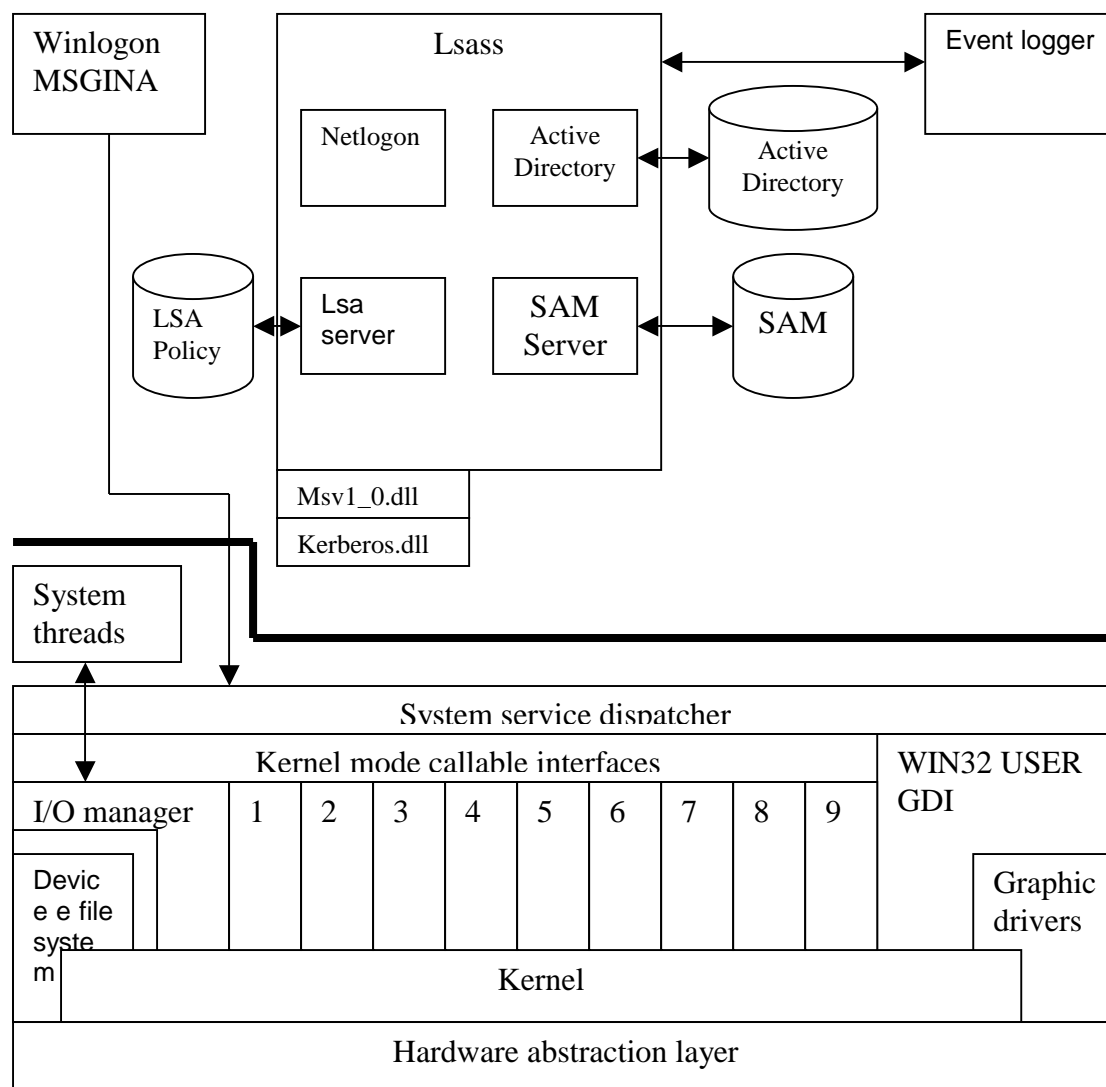 Winlogon
MSGINA
Lsass
Event logger
Netlogon
Active
Directory
Active
Directory
LSA
Policy
Lsa
server
SAM
Server
SAM
Msv1_0.dll
Kerberos.dll
System
threads
System service dispatcher
Kernel mode callable interfaces
WIN32 USER
GDI
I/O manager
1
2
3
4
5
6
7
8
9
Devic
e e file
syste
m
Graphic
drivers
Kernel
Hardware abstraction layer